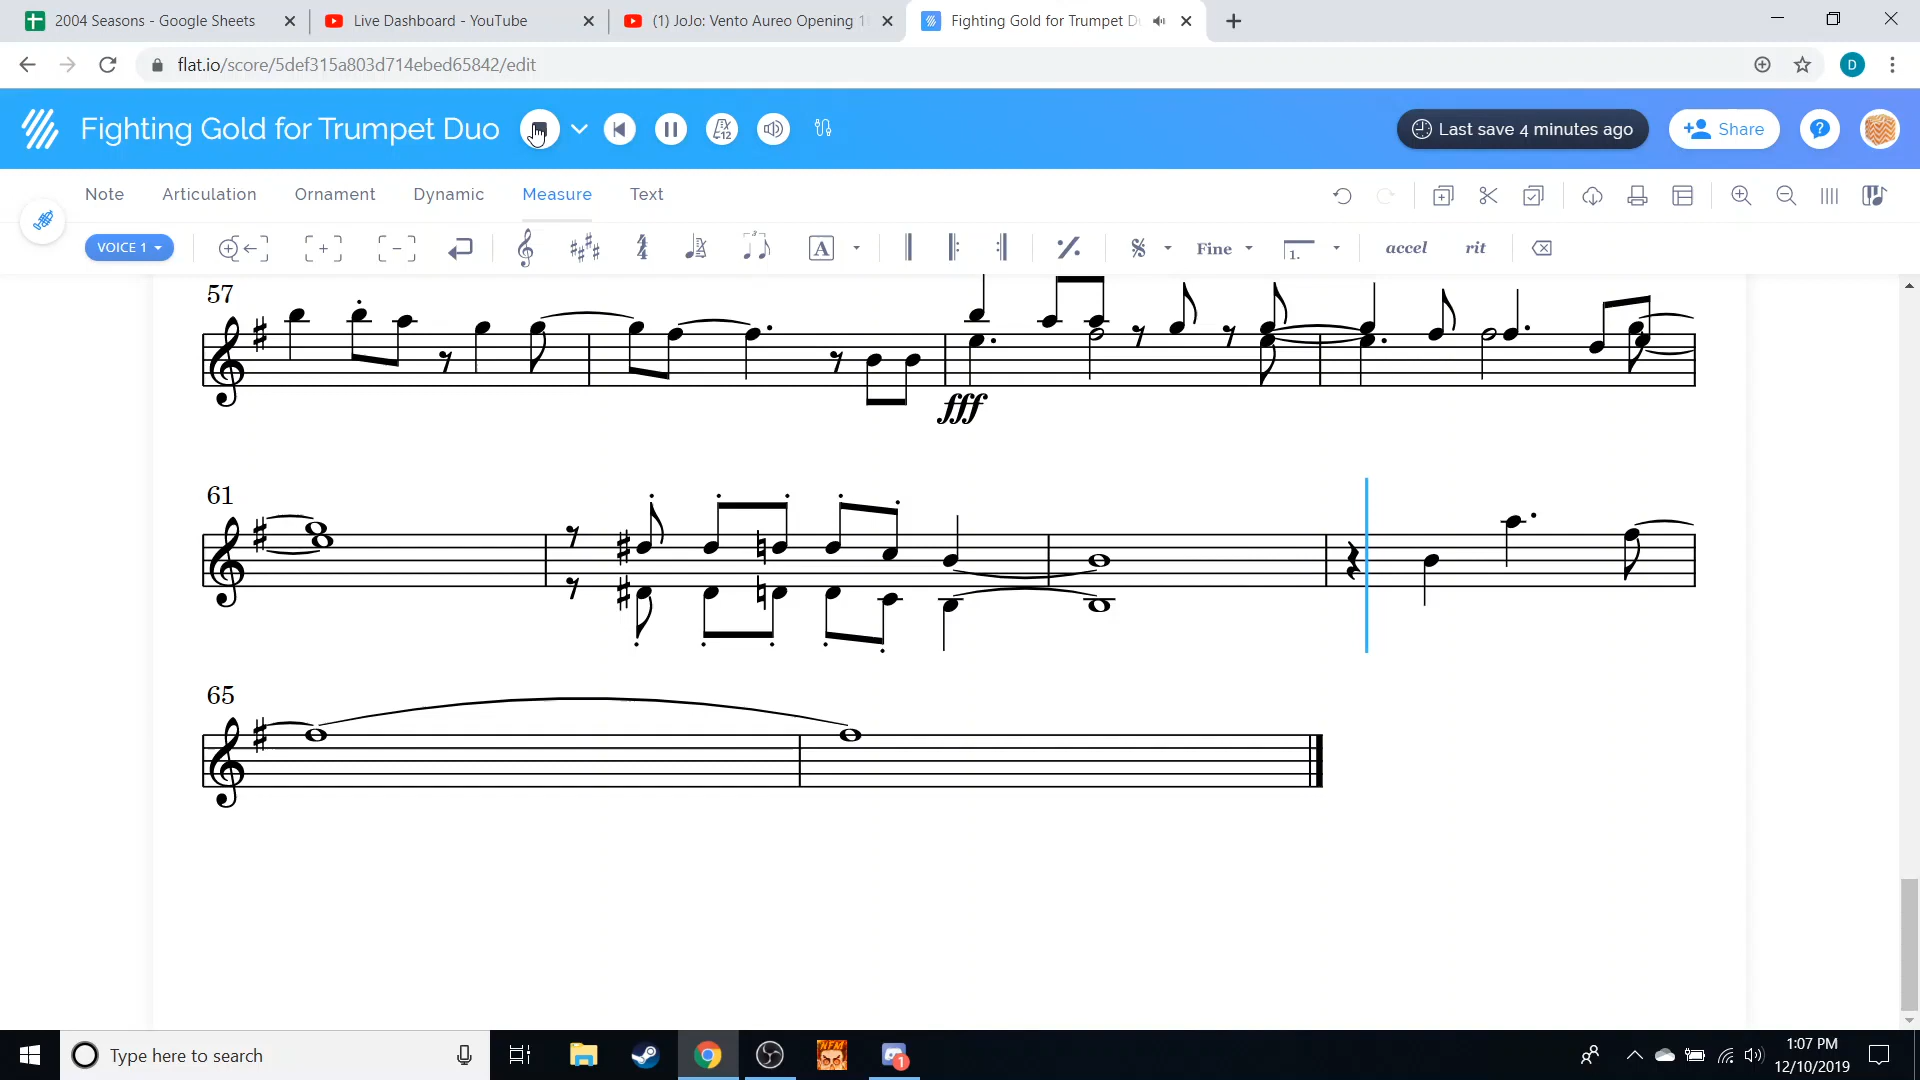 2004 Seasons - Google Sheets
Live Dashboard - YouTube
(1) JoJo: Vento Aureo Opening 1
Fighting Gold for Trumpet D
flat.io/score/5def315a803d714ebed65842/edit
D
Fighting Gold for Trumpet Duo
Last save 4 minutes ago
Share
?
Note
Articulation
Ornament
Dynamic
Measure
Text
VOICE 1
A
Fine
1.
accel
rit
57
fff
61
65
Type here to search
NFM
1
1:07 PM
12/10/2019